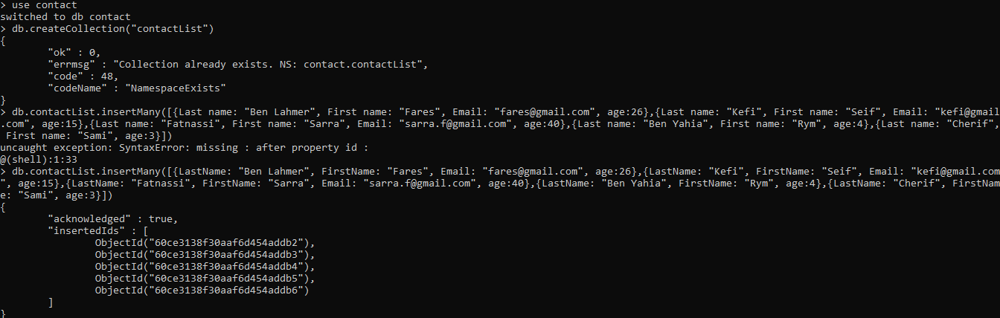 > use contact
switched to db contact
> db.createCollection("contactList")
{
        "ok" : 0,
        "errmsg" : "Collection already exists. NS: contact.contactList",
        "code" : 48,
        "codeName" : "NamespaceExists"
}
> db.contactList.insertMany([{Last name: "Ben Lahmer", First name: "Fares", Email: "fares@gmail.com", age:26},{Last name: "Kefi", First name: "Seif", Email: "kefi@gmail
.com", age:15},{Last name: "Fatnassi", First name: "Sarra", Email: "sarra.f@gmail.com", age:40},{Last name: "Ben Yahia", First name: "Rym", age:4},{Last name: "Cherif",
 First name: "Sami", age:3}])
uncaught exception: SyntaxError: missing : after property id :
@(shell):1:33
> db.contactList.insertMany([{LastName: "Ben Lahmer", FirstName: "Fares", Email: "fares@gmail.com", age:26},{LastName: "Kefi", FirstName: "Seif", Email: "kefi@gmail.com
", age:15},{LastName: "Fatnassi", FirstName: "Sarra", Email: "sarra.f@gmail.com", age:40},{LastName: "Ben Yahia", FirstName: "Rym", age:4},{LastName: "Cherif", FirstNam
e: "Sami", age:3}])
{
        "acknowledged" : true,
        "insertedIds" : [
                ObjectId("60ce3138f30aaf6d454addb2"),
                ObjectId("60ce3138f30aaf6d454addb3"),
                ObjectId("60ce3138f30aaf6d454addb4"),
                ObjectId("60ce3138f30aaf6d454addb5"),
                ObjectId("60ce3138f30aaf6d454addb6")
        ]
}